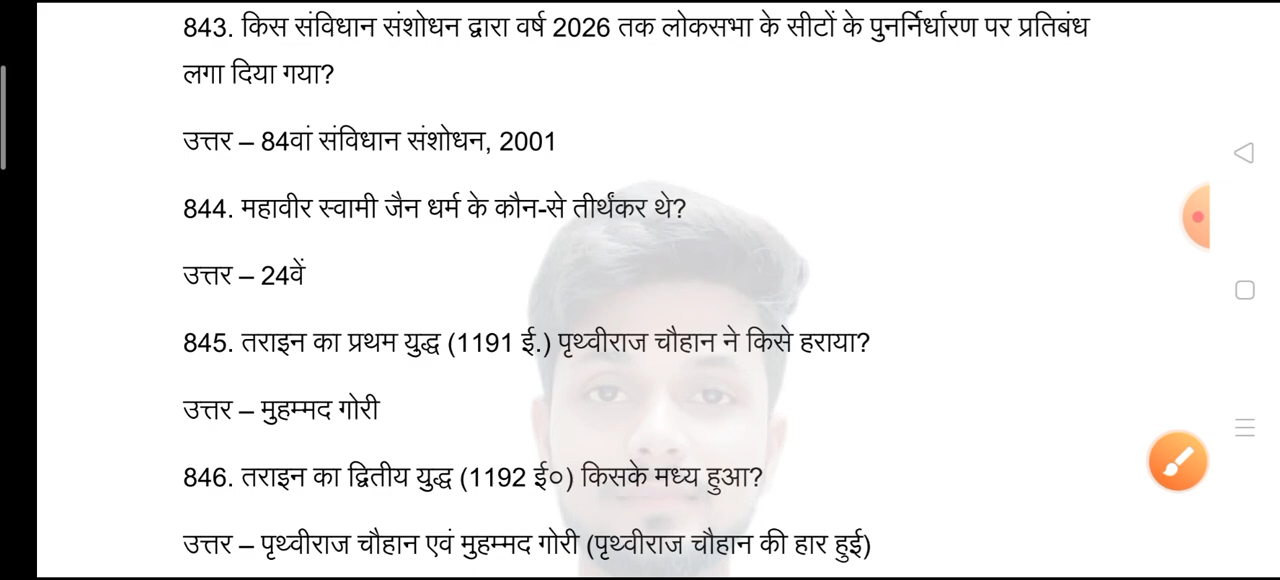 843. किस संविधान संशोधन द्वारा वर्ष 2026 तक लोकसभा के सीटों के पुनर्निर्धारण पर प्रतिबंध
लगा दिया गया?
उत्तर – 84वां संविधान संशोधन, 2001
844. महावीर स्वामी जैन धर्म के कौन-से तीर्थंकर थे?
उत्तर – 24वें
845. तराइन का प्रथम युद्ध (1191 ई.) पृथ्वीराज चौहान ने किसे हराया?
उत्तर – मुहम्मद गोरी
846. तराइन का द्वितीय युद्ध (1192 ई०) किसके मध्य हुआ?
उत्तर – पृथ्वीराज चौहान एवं मुहम्मद गोरी (पृथ्वीराज चौहान की हार हुई)